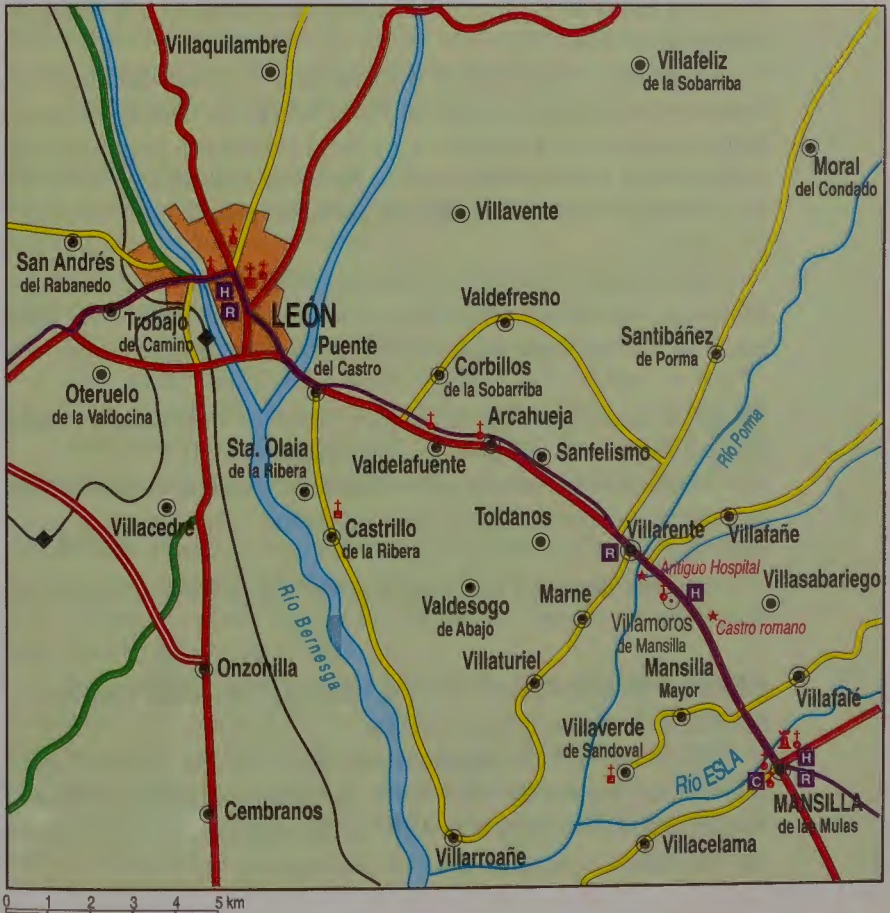 Villaquilambre
Villafeliz
de la Sobarriba
Moral
del Condado
Villavente
San Andrés
del Rabanedo
Valdefresno
H
R
LEÓN
Trobajo
de Camino
Puente
del Castro
Santibáñez
de Porma
Corbillos
de la Sobarriba
Oteruelo
de la Valdocina
Arcahueja
Río Porma
Sta. Olaia
de la Ribera
Valdelafuente
Sanfelismo
Villacedre
Castrillo
de la Ribera
Toldanos
Villarente
Villafañe
R
Antiguo Hospital
Río Bernesga
Valdesogo
de Abajo
Marne
H
Villasabariego
Villamoros
de Mansilla
Castro romano
Onzonilla
Villaturiel
Mansilla
Mayor
Villafalé
Villaverde
de Sandoval
Río ESLA
C
H
R
MANSILLA
de las Mulas
Cembranos
Villarroañe
Villacelama
0 1 2 3 4 5 km